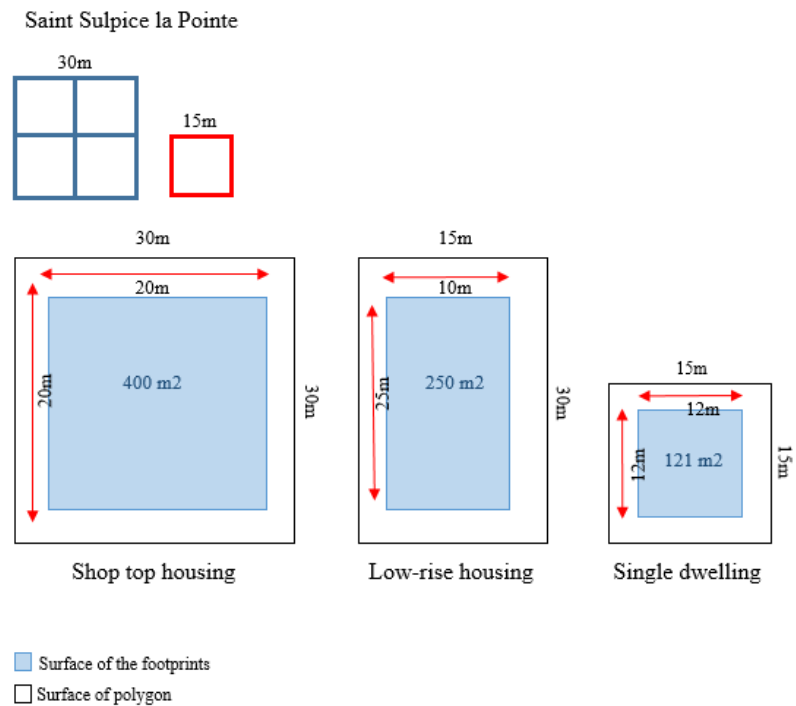 Saint Sulpice la Pointe
30m
15m
30m
20m
20m
400 m2
30m
Shop top housing
15m
10m
25m
250 m2
30m
Low-rise housing
15m
12m
12m
121 m2
15m
Single dwelling
Surface of the footprints
Surface of polygon